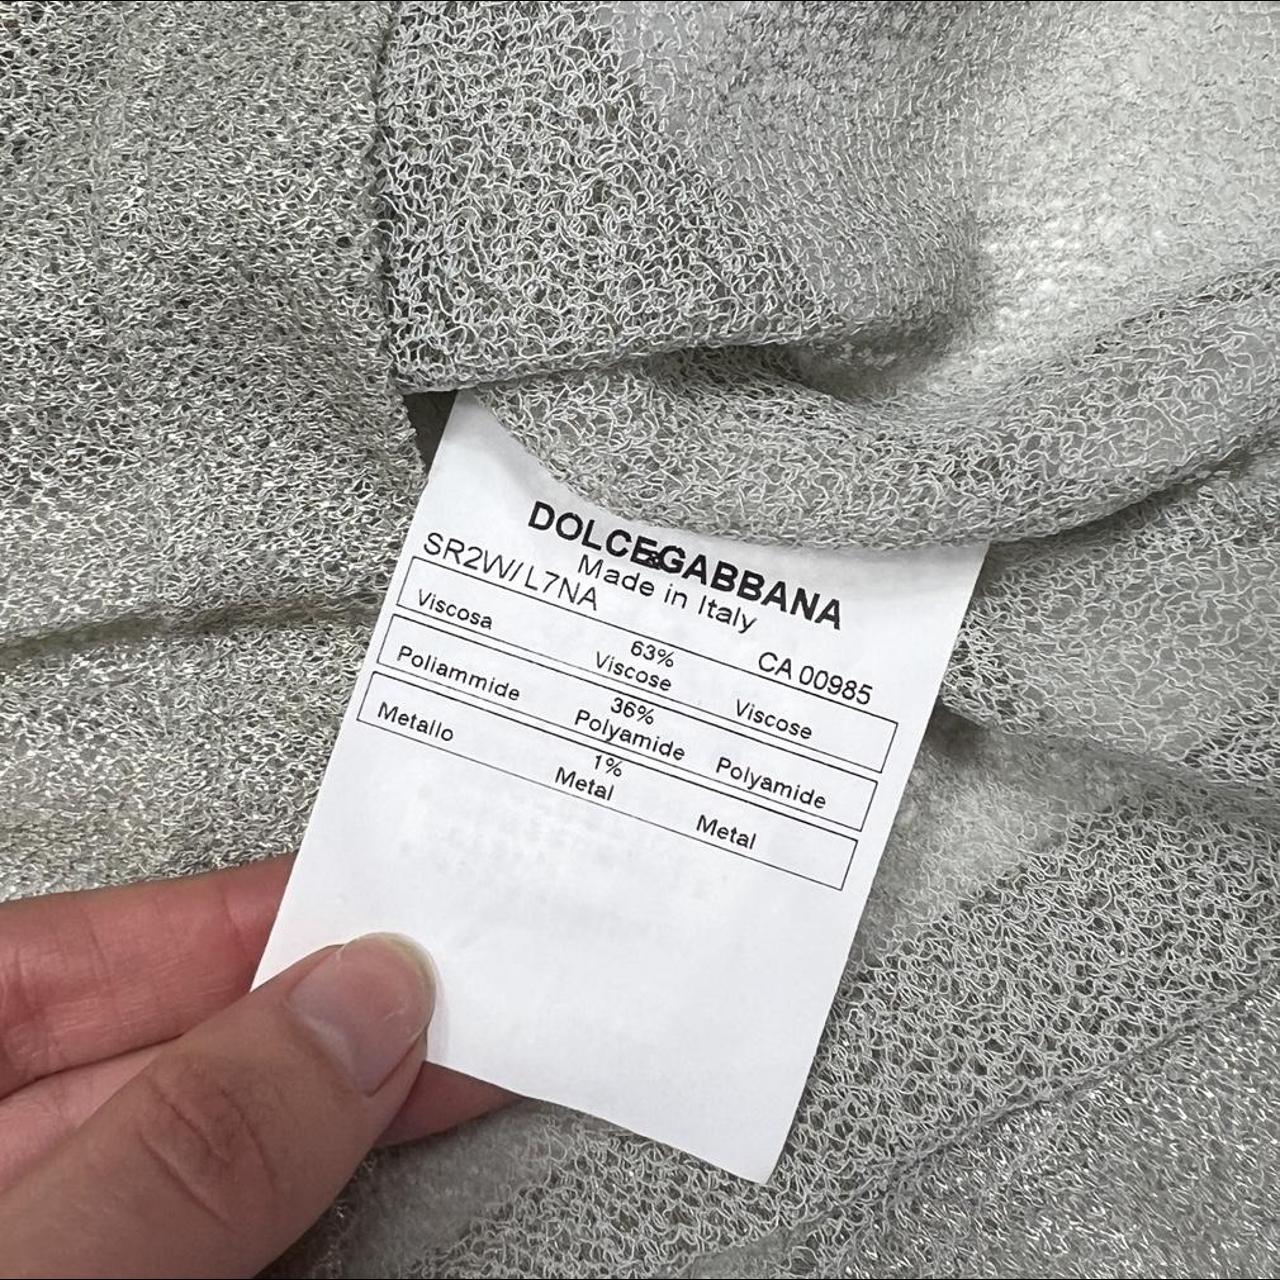 DOLCE&GABBANA
Made in Italy
SR2W/L7NA CA 00985
63%
Viscosa Viscose Viscose
36%
Poliammide Polyamide Polyamide
1%
Metallo Metal Metal